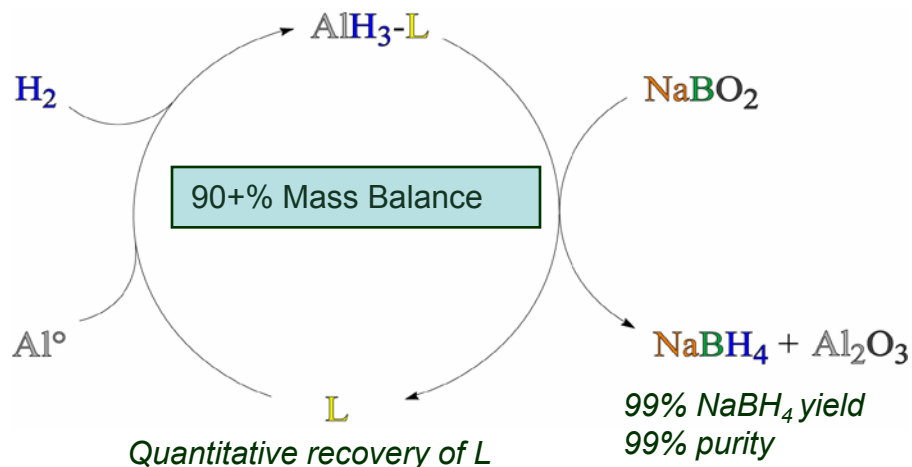 AlH₃-L
H₂
NaBO₂
90+% Mass Balance
Al°
NaBH₄ + Al₂O₃
L
99% NaBH₄ yield
99% purity
Quantitative recovery of L